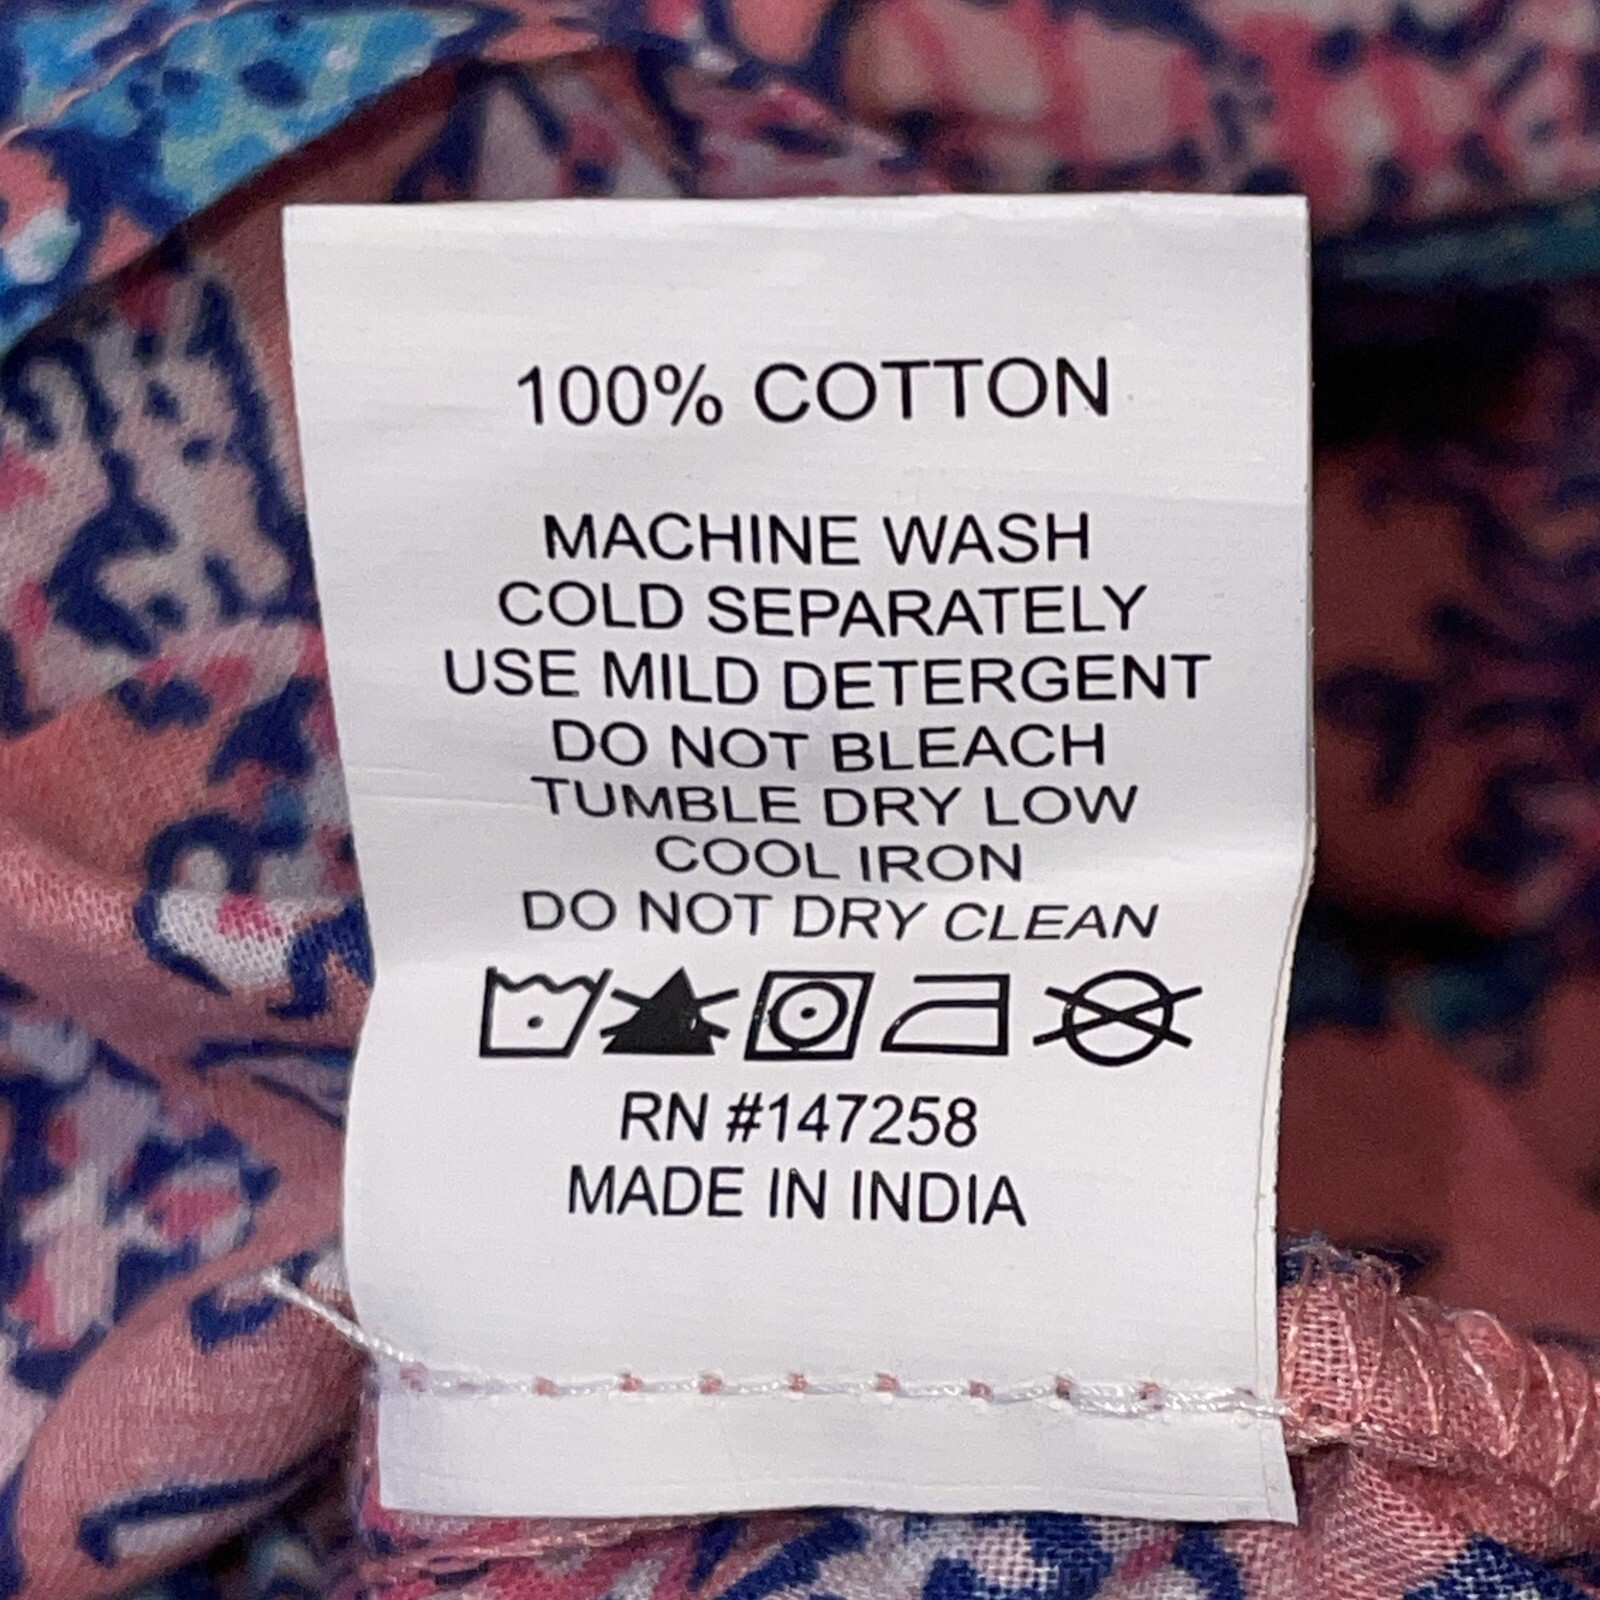 100% COTTON
MACHINE WASH
COLD SEPARATELY
USE MILD DETERGENT
DO NOT BLEACH
TUMBLE DRY LOW
COOL IRON
DO NOT DRY CLEAN
RN #147258
MADE IN INDIA